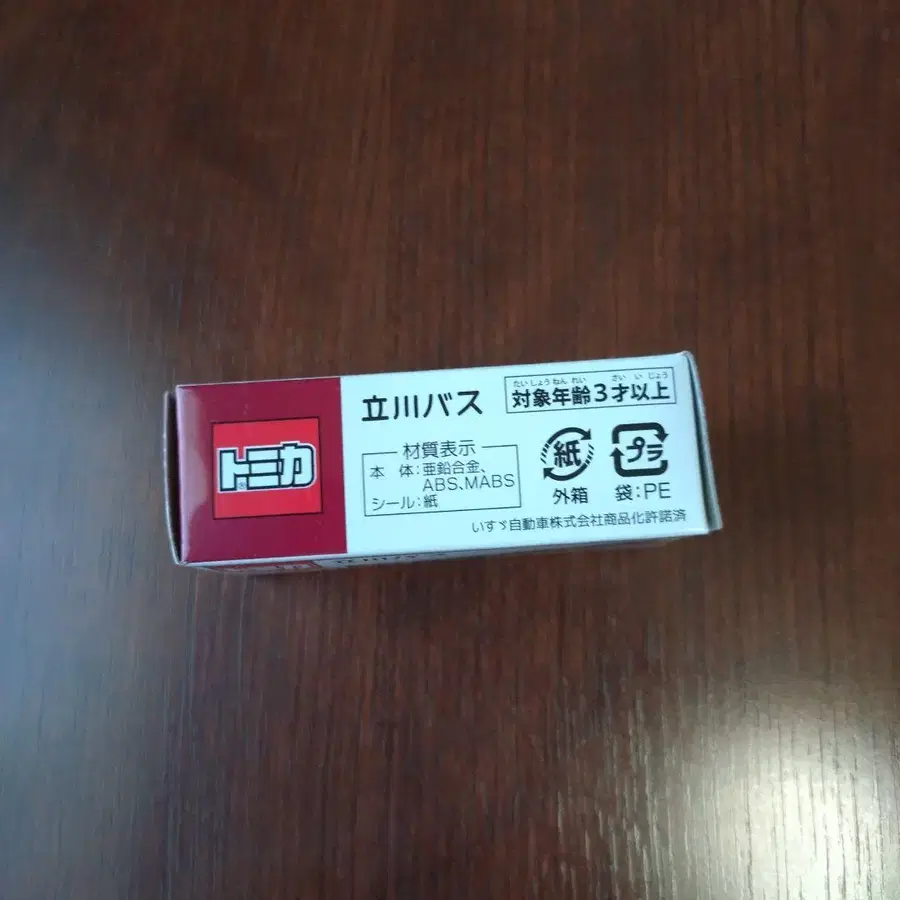 トミカ
®
立川バス
たいしょうねんれい さい いじょう
対象年齢3才以上
材質表示
本 体:亜鉛合金、
ABS、MABS
シール:紙
紙
外箱
プラ
袋:PE
いすゞ自動車株式会社商品化許諾済